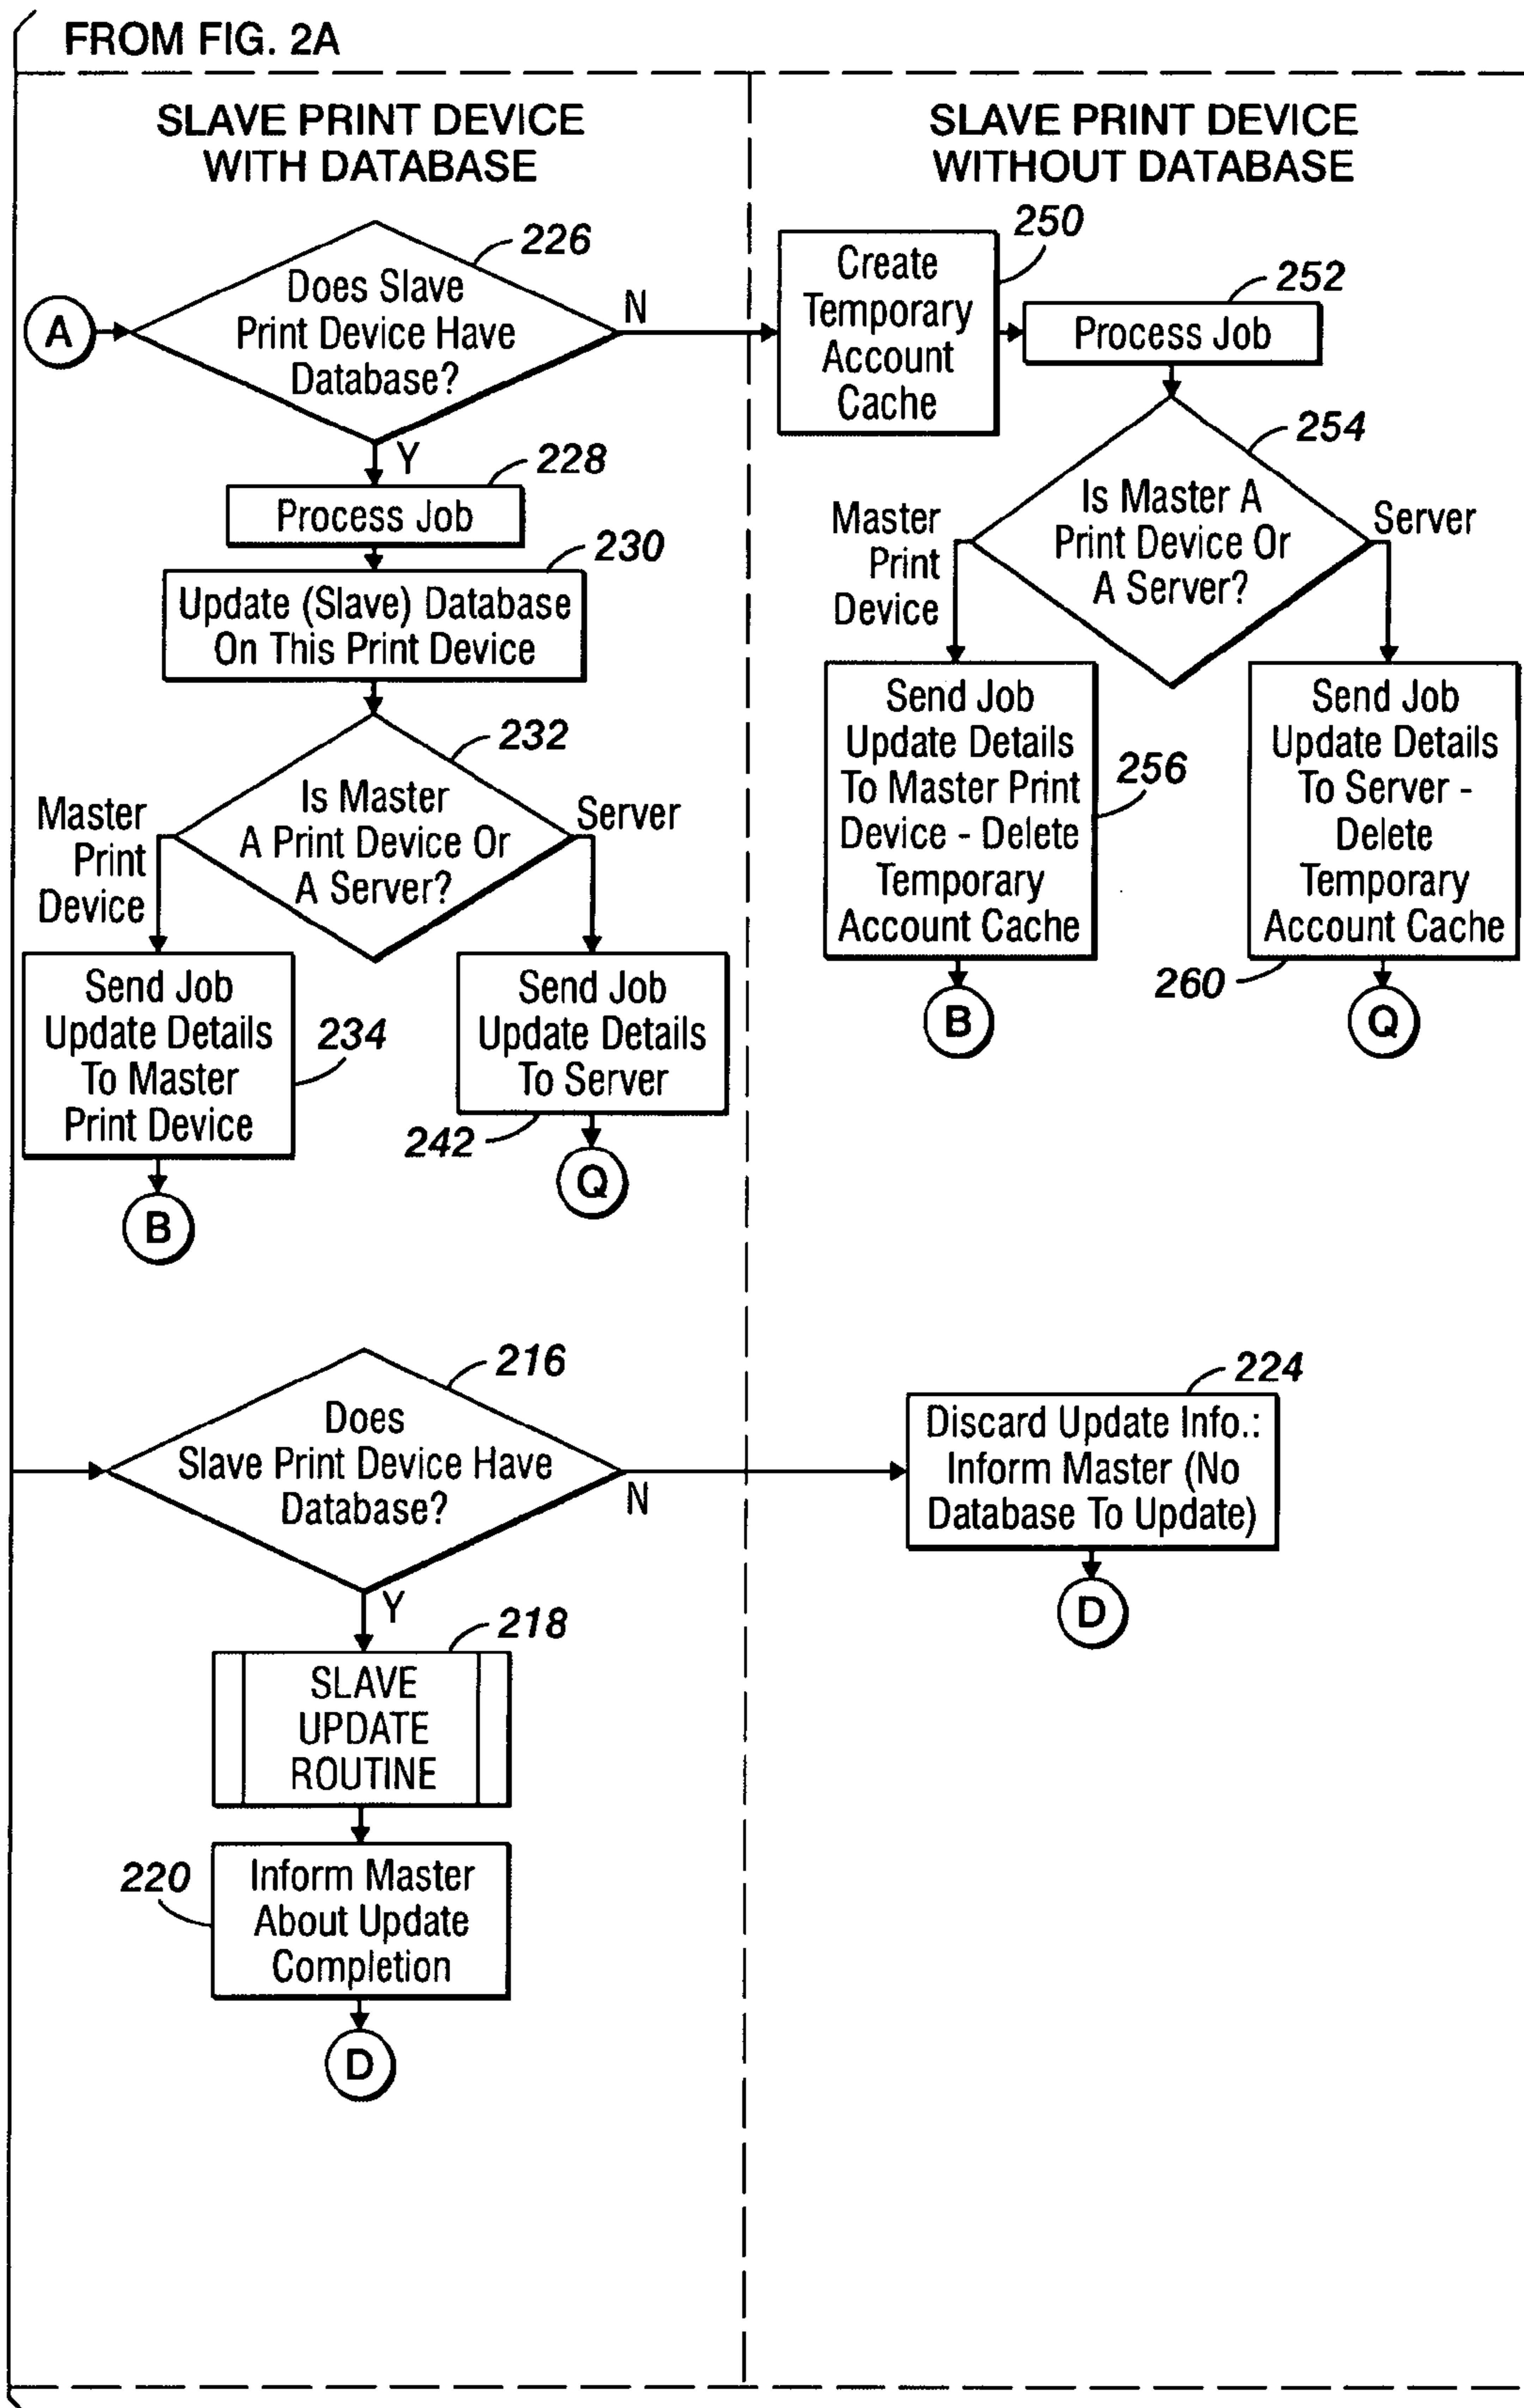 FROM FIG. 2A
SLAVE PRINT DEVICE
WITH DATABASE
226
Does Slave
Print Device Have
Database?
A
N
Y
228
Process Job
230
Update (Slave) Database
On This Print Device
232
Is Master
A Print Device Or
A Server?
Master
Print
Device
Server
Send Job
Update Details
To Master
Print Device
234
Send Job
Update Details
To Server
242
B
Q
SLAVE PRINT DEVICE
WITHOUT DATABASE
250
Create
Temporary
Account
Cache
252
Process Job
254
Is Master A
Print Device Or
A Server?
Master
Print
Device
Server
Send Job
Update Details
To Master Print
Device - Delete
Temporary
Account Cache
256
Send Job
Update Details
To Server -
Delete
Temporary
Account Cache
260
B
Q
216
Does
Slave Print Device Have
Database?
N
Y
218
SLAVE
UPDATE
ROUTINE
220
Inform Master
About Update
Completion
D
224
Discard Update Info.:
Inform Master (No
Database To Update)
D